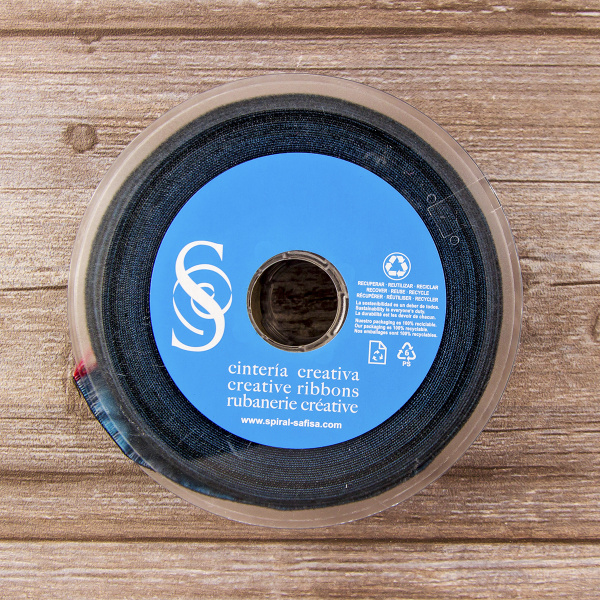 S
RECUPERAR · REUTILIZAR · RECICLAR
RECOVER · REUSE · RECYCLE
RÉCUPÉRER · RÉUTILISER · RECYCLER
La sostenibilidad es un deber de todos.
Sustainability is everyone's duty.
La durabilité est les devoir de chacun.
Nuestro packaging es 100% reciclable.
Our packaging is 100% recyclable.
Nos emballages sont 100% recyclables.
6
PS
cintería creativa
creative ribbons
rubanerie créative
www.spiral-safisa.com